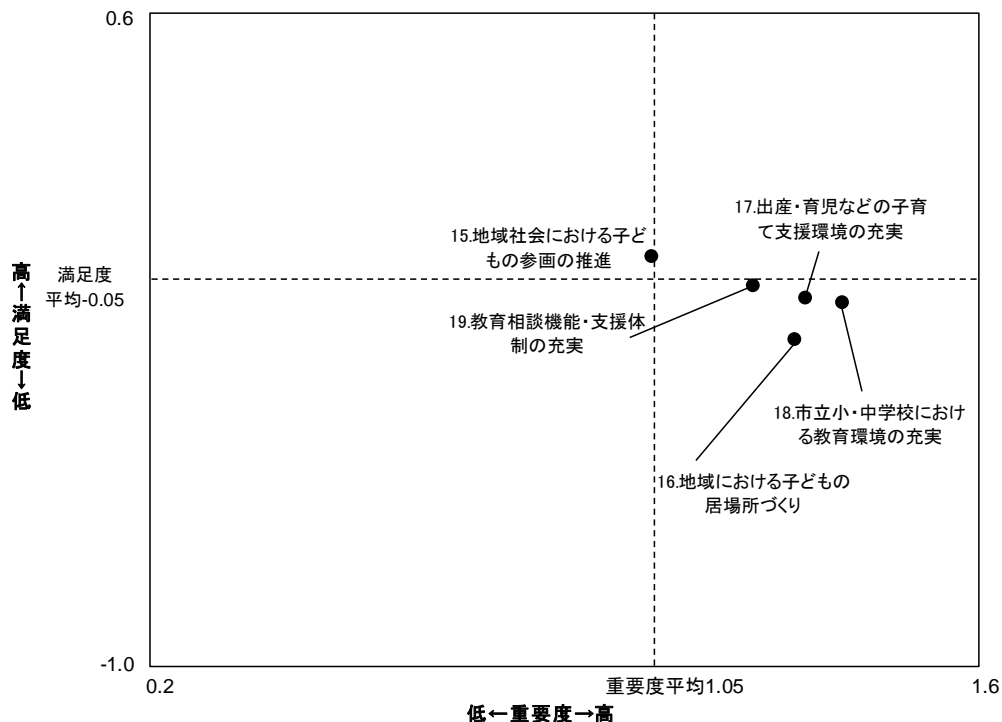 0.6
17.出産・育児などの子育
て支援環境の充実
15.地域社会における子ど
もの参画の推進
満足度
平均-0.05
高←満足度→低
19.教育相談機能・支援体
制の充実
18.市立小・中学校におけ
る教育環境の充実
16.地域における子どもの
居場所づくり
-1.0
0.2
重要度平均1.05
1.6
低←重要度→高